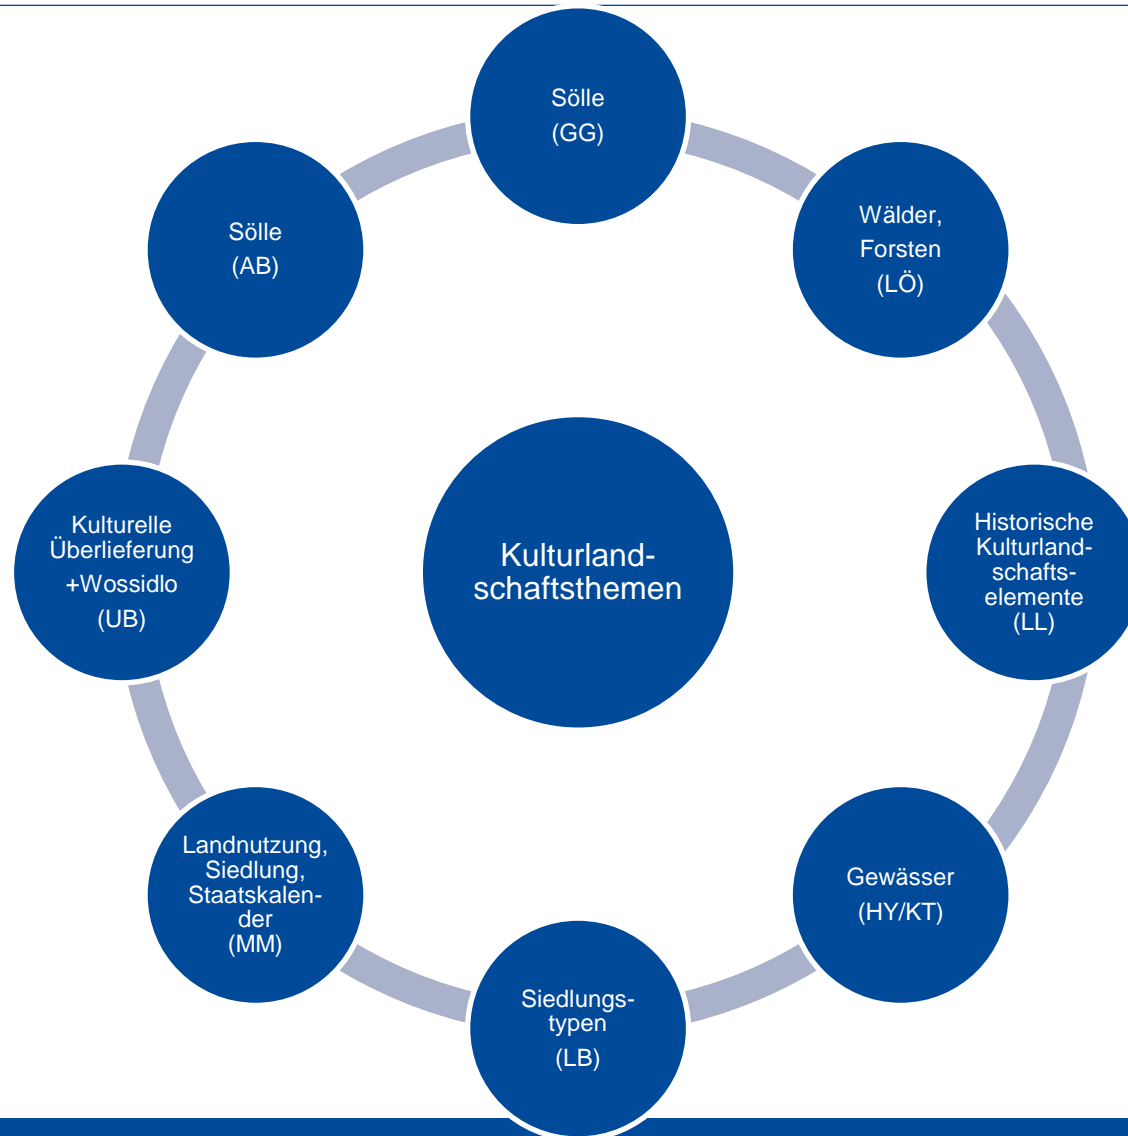 Sölle
(GG)
Wälder,
Forsten
(LÖ)
Historische
Kulturland-
schafts-
elemente
(LL)
Gewässer
(HY/KT)
Siedlungs-
typen
(LB)
Landnutzung,
Siedlung,
Staatskalen-
der
(MM)
Kulturelle
Überlieferung
+Wossidlo
(UB)
Sölle
(AB)
Kulturland-
schaftsthemen